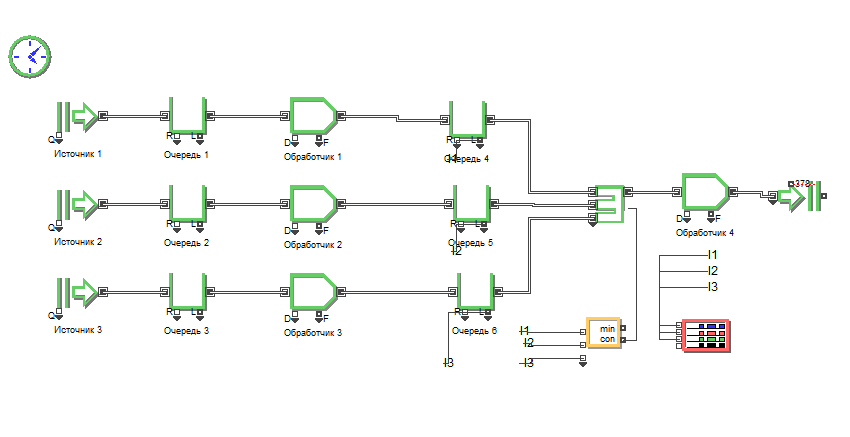 R L
D F
R L
Q
Источник 1
Очередь 1
Обработчик 1
I1
Очередь 4
378
R L
D F
R L
Q
Источник 2
Очередь 2
Обработчик 2
Очередь 5
I2
D F
Обработчик 4
I1
I2
I3
R L
D F
R L
Q
Источник 3
Очередь 3
Обработчик 3
Очередь 6
I1
I2
I3
I3
min
con